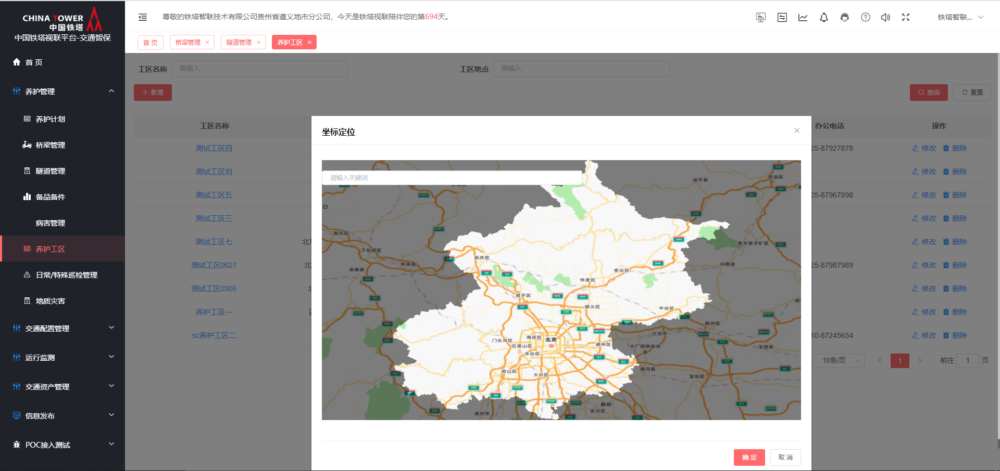 CHINA TOWER
中国铁塔
中国铁塔视联平台-交通智保
尊敬的铁塔智联技术有限公司贵州省遵义地市分公司，今天是铁塔视联陪伴您的第694天。
铁塔智联...
首 页
桥梁管理 ×
隧道管理 ×
养护工区 ×
首 页
养护管理
养护计划
桥梁管理
隧道管理
备品备件
病害管理
养护工区
日常/特殊巡检管理
地质灾害
交通配置管理
运行监测
交通资产管理
信息发布
POC接入测试
工区名称 请输入
工区地点 请输入
新增
查询
重置
工区名称 办公电话 操作
测试工区四 25-87927878 修改 删除
测试工区刘 修改 删除
测试工区五 25-87967898 修改 删除
测试工区三 修改 删除
测试工区七 修改 删除
测试工区0627 25-87987989 修改 删除
测试工区0306 修改 删除
养护工区一 修改 删除
sc养护工区二 10-87245654 修改 删除
10条/页 1 前往 1 页
坐标定位
请输入关键词
滦平县
双滦区
宣化区
下花园区
怀来县
延庆区
涿鹿县
鹰手营子矿区
兴隆县
密云区
怀柔区
昌平区
顺义区
平谷区
蓟州区
三河市
海淀区
北京
门头沟区
石景山区
丰台区
通州区
大厂回族自治县
玉田县
香河县
宝坻区
房山区
大兴区
涿州市
廊坊
安次区
确 定
取 消